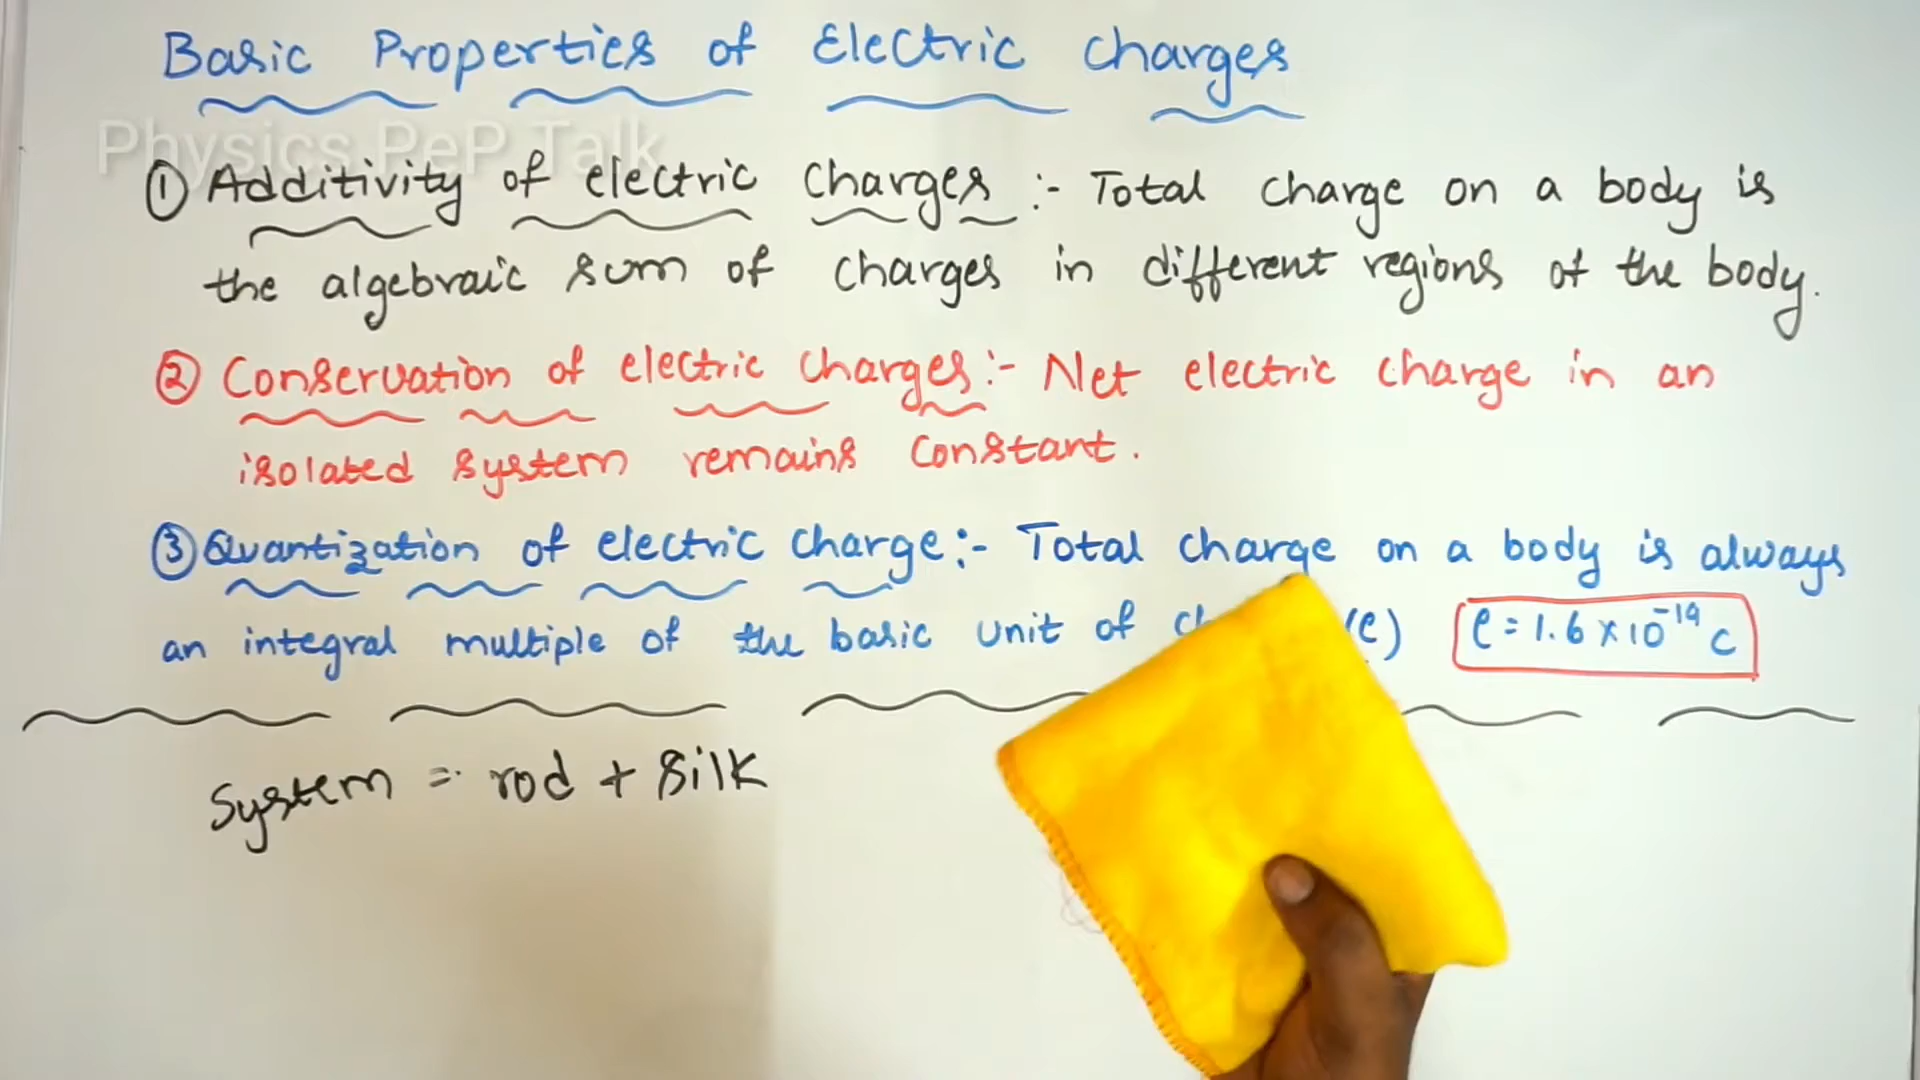 Basic Properties of Electric Charges
Physics PeP Talk
① Additivity of electric charges :- Total charge on a body is
the algebraic sum of charges in different regions of the body.
② Conservation of electric charges :- Net electric charge in an
isolated system remains constant.
③ Quantization of electric charge :- Total charge on a body is always
an integral multiple of the basic unit of (e) e = 1.6 × 10⁻¹⁹ C
System = rod + silk